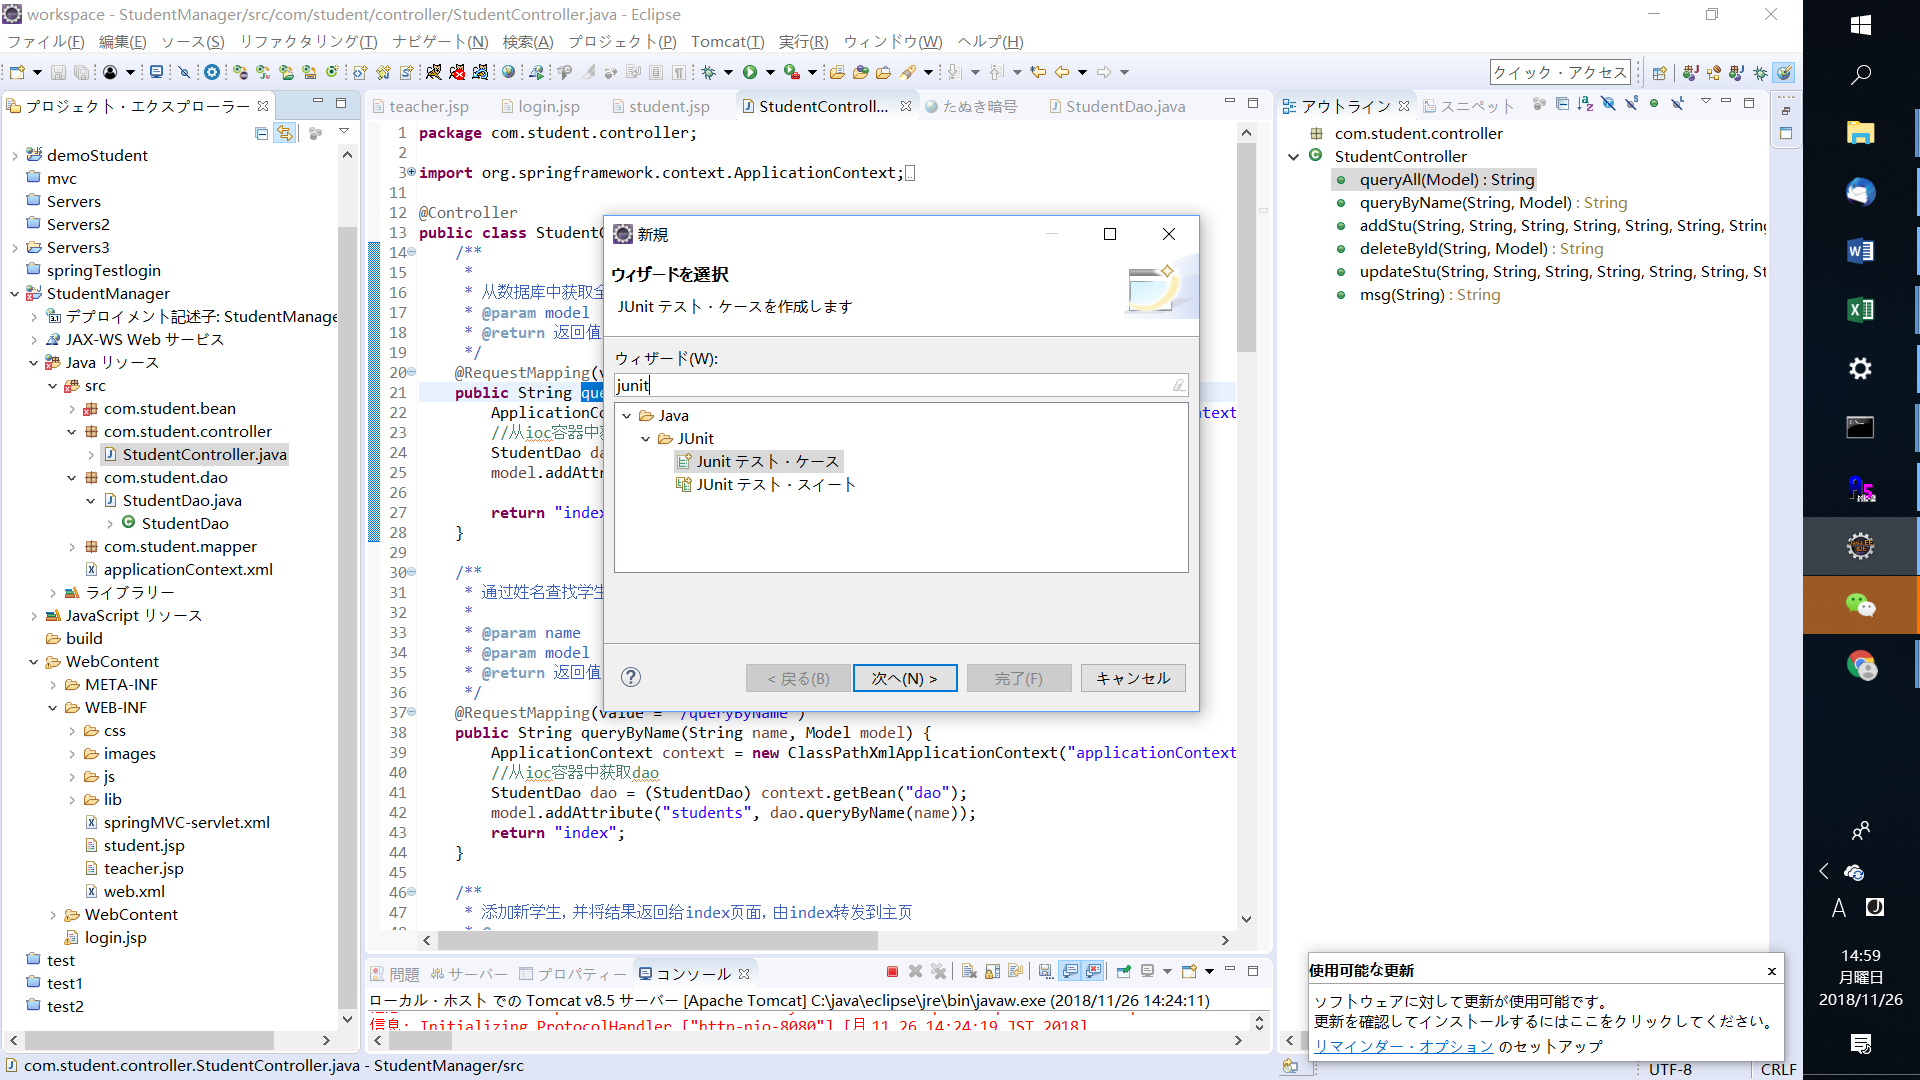 workspace - StudentManager/src/com/student/controller/StudentController.java - Eclipse
ファイル(F) 編集(E) ソース(S) リファクタリング(T) ナビゲート(N) 検索(A) プロジェクト(P) Tomcat(T) 実行(R) ウィンドウ(W) ヘルプ(H)
クイック・アクセス
プロジェクト・エクスプローラー
demoStudent
mvc
Servers
Servers2
Servers3
springTestlogin
StudentManager
デプロイメント記述子: StudentManage
JAX-WS Web サービス
Java リソース
src
com.student.bean
com.student.controller
StudentController.java
com.student.dao
StudentDao.java
StudentDao
com.student.mapper
applicationContext.xml
ライブラリー
JavaScript リソース
build
WebContent
META-INF
WEB-INF
css
images
js
lib
springMVC-servlet.xml
student.jsp
teacher.jsp
web.xml
WebContent
login.jsp
test
test1
test2
teacher.jsp login.jsp student.jsp StudentControll... たぬき暗号 StudentDao.java
1 package com.student.controller;
2
3 import org.springframework.context.ApplicationContext;
11
12 @Controller
13 public class StudentC
14 /**
15 *
16 * 从数据库中获取全
17 * @param model
18 * @return 返回值
19 */
20 @RequestMapping(v
21 public String que
22 ApplicationCo ntext
23 //从ioc容器中获
24 StudentDao da
25 model.addAttr
26
27 return "index
28 }
29
30 /**
31 * 通过姓名查找学生
32 *
33 * @param name
34 * @param model
35 * @return 返回值
36 */
37 @RequestMapping(value = "/queryByName")
38 public String queryByName(String name, Model model) {
39 ApplicationContext context = new ClassPathXmlApplicationContext("applicationContext
40 //从ioc容器中获取dao
41 StudentDao dao = (StudentDao) context.getBean("dao");
42 model.addAttribute("students", dao.queryByName(name));
43 return "index";
44 }
45
46 /**
47 * 添加新学生，并将结果返回给index页面，由index转发到主页
新規
ウィザードを選択
JUnit テスト・ケースを作成します
ウィザード(W):
junit
Java
JUnit
Junit テスト・ケース
JUnit テスト・スイート
< 戻る(B) 次へ(N) > 完了(F) キャンセル
アウトライン スニペット
com.student.controller
StudentController
queryAll(Model) : String
queryByName(String, Model) : String
addStu(String, String, String, String, String, String, String
deleteById(String, Model) : String
updateStu(String, String, String, String, String, String, St
msg(String) : String
問題 サーバー プロパティー コンソール
ローカル・ホスト での Tomcat v8.5 サーバー [Apache Tomcat] C:\java\eclipse\jre\bin\javaw.exe (2018/11/26 14:24:11)
信息: Initializing ProtocolHandler ["http-nio-8080"] [月 11 26 14:24:19 JST 2018]
使用可能な更新
ソフトウェアに対して更新が使用可能です。
更新を確認してインストールするにはここをクリックしてください。
リマインダー・オプション のセットアップ
com.student.controller.StudentController.java - StudentManager/src
UTF-8 CRLF
A
14:59
月曜日
2018/11/26